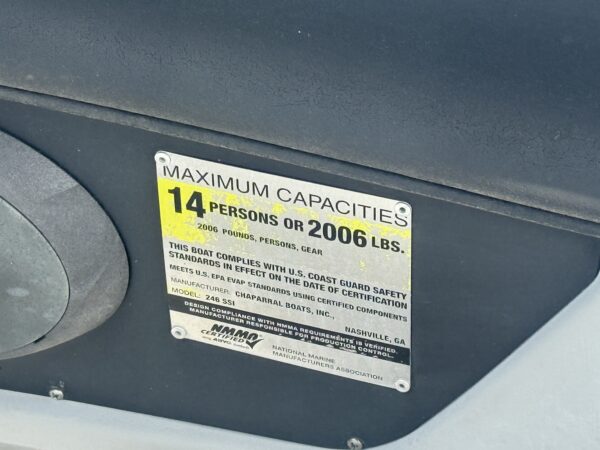 MAXIMUM CAPACITIES
14 PERSONS OR 2006 LBS.
2006 POUNDS, PERSONS, GEAR
THIS BOAT COMPLIES WITH U.S. COAST GUARD SAFETY
STANDARDS IN EFFECT ON THE DATE OF CERTIFICATION
MEETS U.S. EPA EVAP STANDARDS USING CERTIFIED COMPONENTS
MANUFACTURER: CHAPARRAL BOATS, INC.,
MODEL: 246 SSI NASHVILLE, GA
DESIGN COMPLIANCE WITH NMMA REQUIREMENTS IS VERIFIED.
MANUFACTURER RESPONSIBLE FOR PRODUCTION CONTROL.
NMMA
CERTIFIED
NATIONAL MARINE
MANUFACTURERS ASSOCIATION